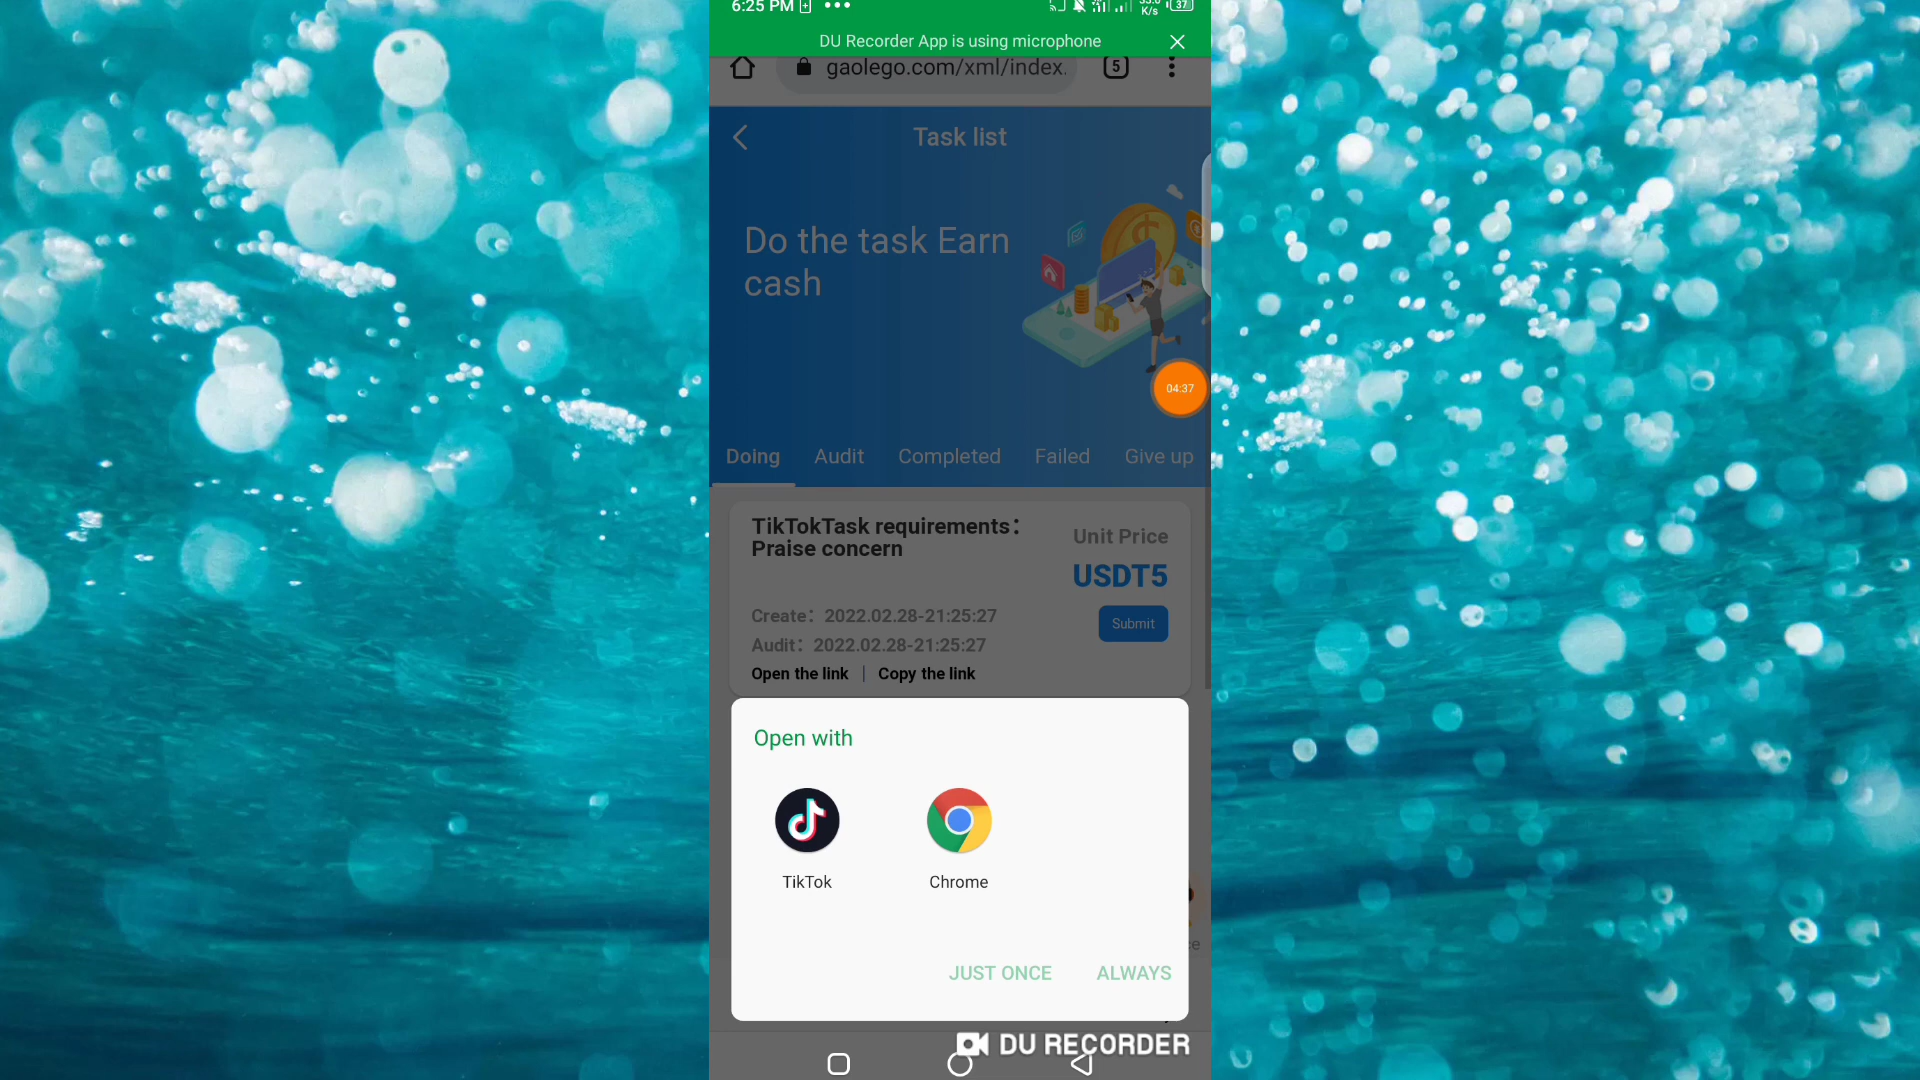 6:25 PM
37
K/s
DU Recorder App is using microphone
gaolego.com/xml/index.
5
Task list
Do the task Earn
cash
04:37
Doing Audit Completed Failed Give up
TikTokTask requirements：
Praise concern
Unit Price
USDT5
Create：2022.02.28-21:25:27
Submit
Audit：2022.02.28-21:25:27
Open the link | Copy the link
Open with
TikTok Chrome
JUST ONCE ALWAYS
DU RECORDER